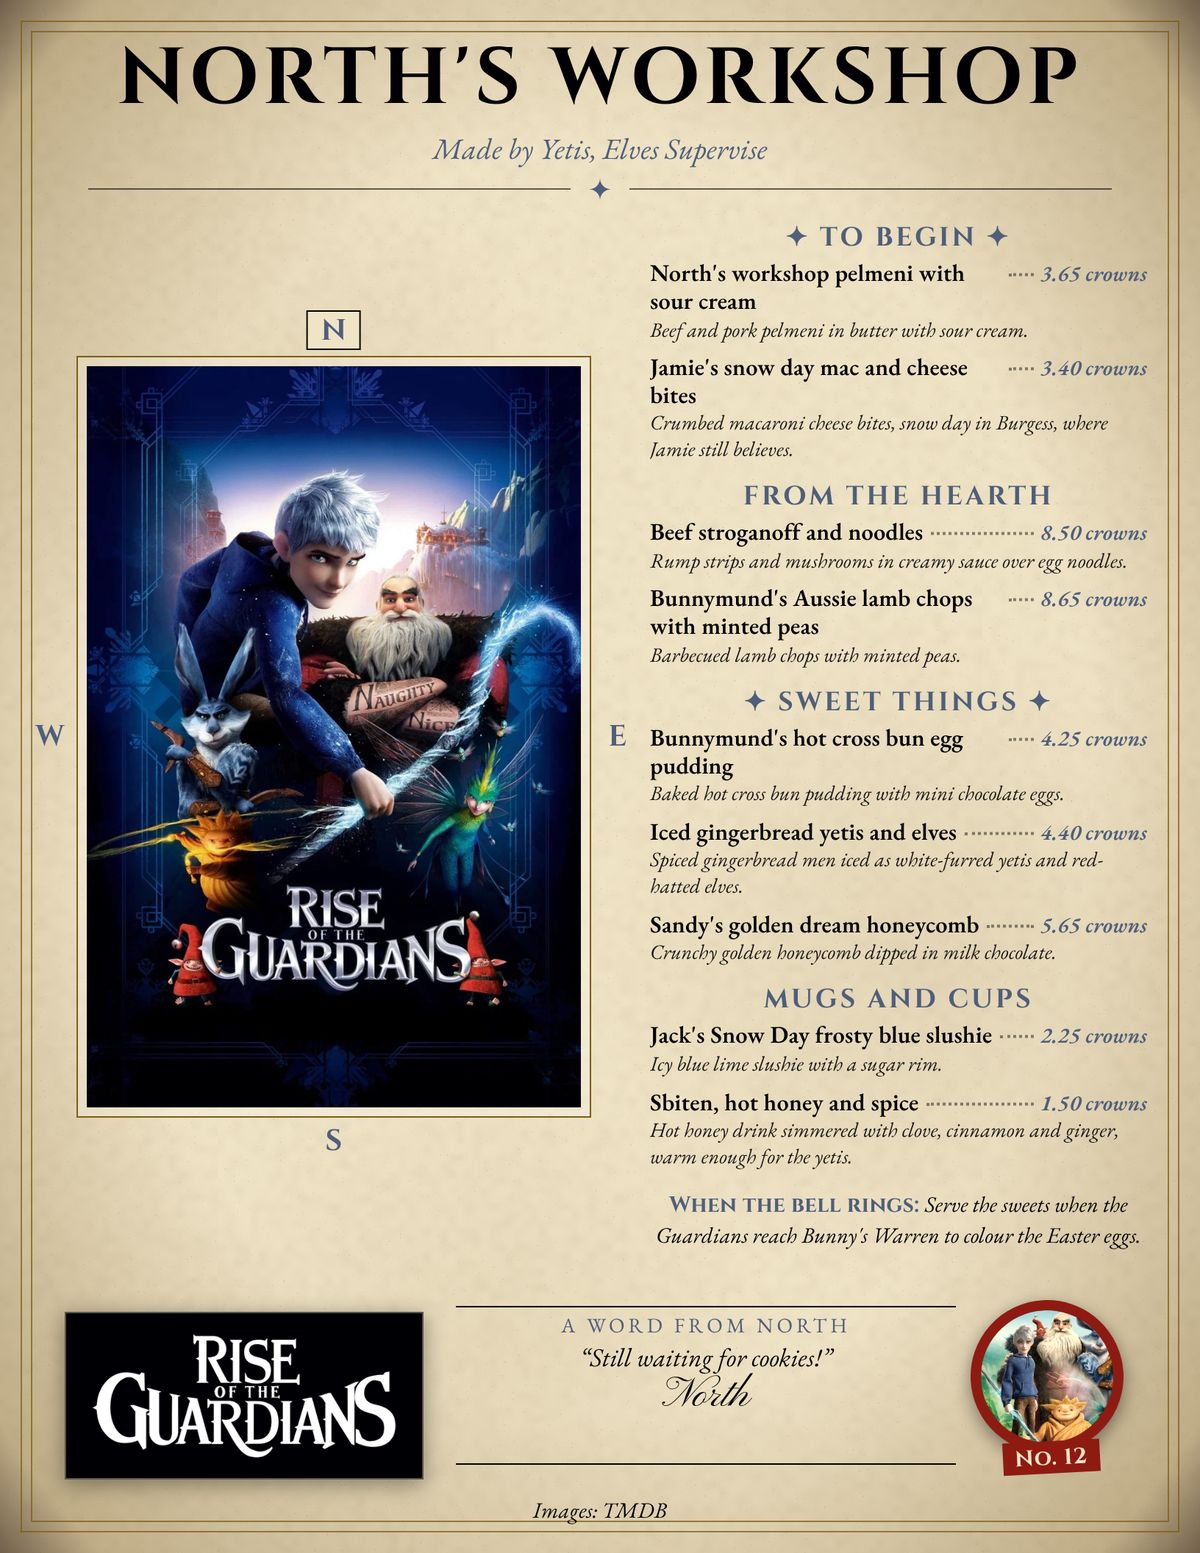 NORTH'S WORKSHOP
Made by Yetis, Elves Supervise
✦
N
W
E
S
NAUGHTY
NICE
RISE
OF THE
GUARDIANS
✦ TO BEGIN ✦
North's workshop pelmeni with ····· 3.65 crowns
sour cream
Beef and pork pelmeni in butter with sour cream.
Jamie's snow day mac and cheese ····· 3.40 crowns
bites
Crumbed macaroni cheese bites, snow day in Burgess, where
Jamie still believes.
FROM THE HEARTH
Beef stroganoff and noodles ····· 8.50 crowns
Rump strips and mushrooms in creamy sauce over egg noodles.
Bunnymund's Aussie lamb chops ····· 8.65 crowns
with minted peas
Barbecued lamb chops with minted peas.
✦ SWEET THINGS ✦
Bunnymund's hot cross bun egg ····· 4.25 crowns
pudding
Baked hot cross bun pudding with mini chocolate eggs.
Iced gingerbread yetis and elves ····· 4.40 crowns
Spiced gingerbread men iced as white-furred yetis and red-
hatted elves.
Sandy's golden dream honeycomb ····· 5.65 crowns
Crunchy golden honeycomb dipped in milk chocolate.
MUGS AND CUPS
Jack's Snow Day frosty blue slushie ····· 2.25 crowns
Icy blue lime slushie with a sugar rim.
Sbiten, hot honey and spice ····· 1.50 crowns
Hot honey drink simmered with clove, cinnamon and ginger,
warm enough for the yetis.
WHEN THE BELL RINGS: Serve the sweets when the
Guardians reach Bunny's Warren to colour the Easter eggs.
RISE
OF THE
GUARDIANS
A WORD FROM NORTH
“Still waiting for cookies!”
North
NO. 12
Images: TMDB